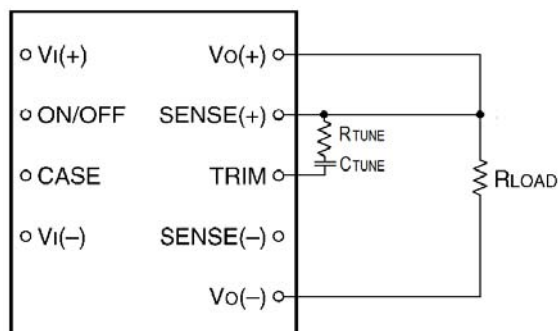 VI(+) VO(+)
ON/OFF SENSE(+)
RTUNE
CTUNE
CASE TRIM
RLOAD
VI(–) SENSE(–)
VO(–)